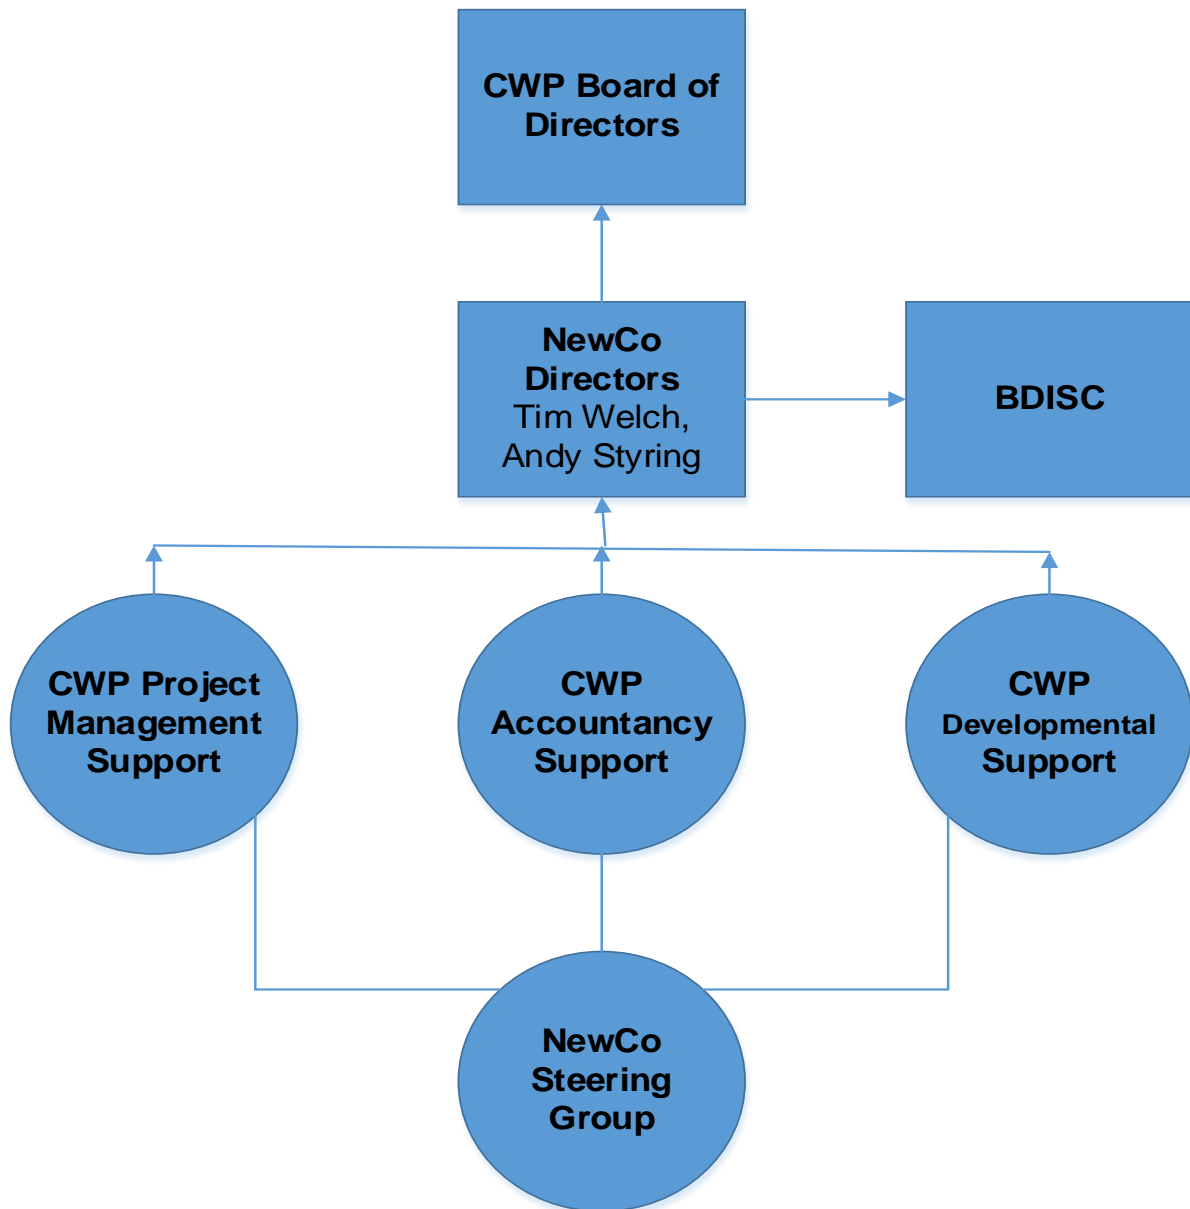 CWP Board of
Directors
NewCo
Directors
Tim Welch,
Andy Styring
BDISC
CWP Project
Management
Support
CWP
Accountancy
Support
CWP
Developmental
Support
NewCo
Steering
Group